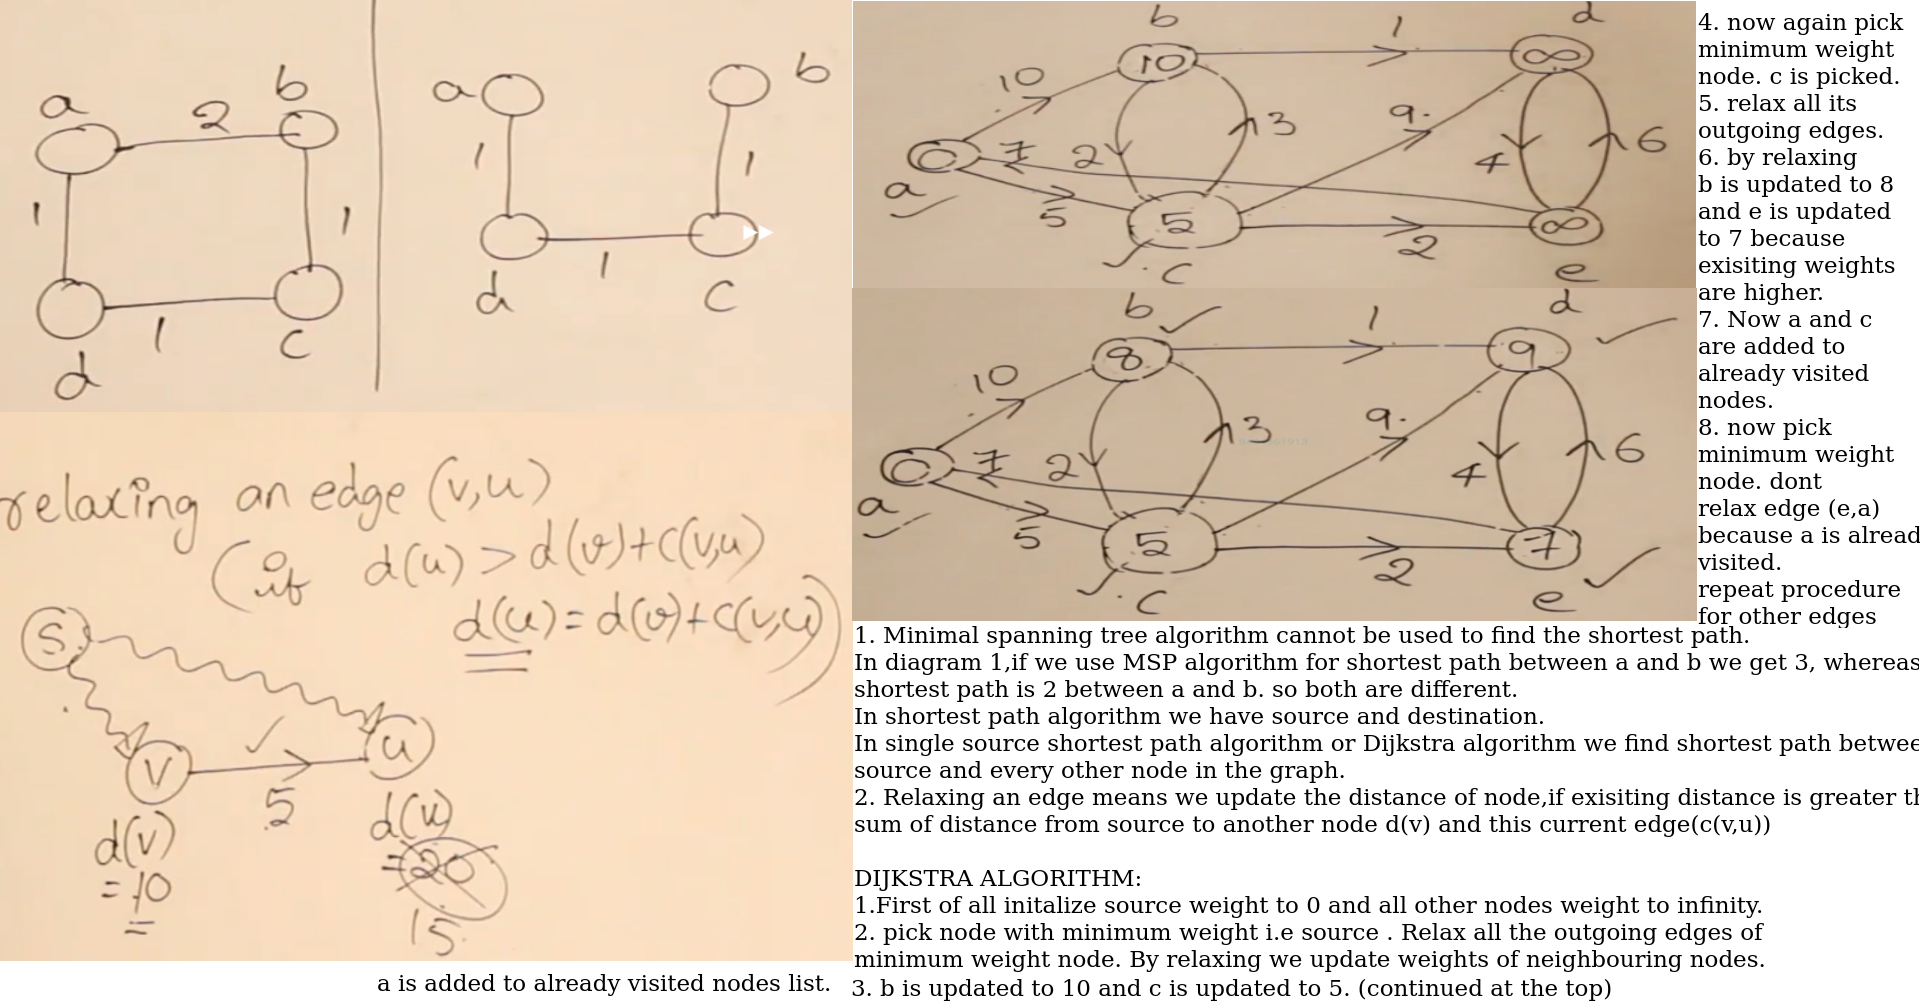 a
b
2
1
1
1
d
c
a
b
1
1
1
d
c
relaxing an edge (v,u)
(if d(u) > d(v)+c(v,u)
d(u) = d(v)+c(v,u))
S
v
u
5
d(v)
= 10
d(u)
= 20
15
b
d
10
1
∞
10
3
9.
0
7
2
4
6
a
5
5
2
∞
.c
e
b
d
8
1
9
10
3
9.
0
7
2
4
6
a
5
5
2
7
.c
e
4. now again pick
minimum weight
node. c is picked.
5. relax all its
outgoing edges.
6. by relaxing
b is updated to 8
and e is updated
to 7 because
exisiting weights
are higher.
7. Now a and c
are added to
already visited
nodes.
8. now pick
minimum weight
node. dont
relax edge (e,a)
because a is alread
visited.
repeat procedure
for other edges
1. Minimal spanning tree algorithm cannot be used to find the shortest path.
In diagram 1,if we use MSP algorithm for shortest path between a and b we get 3, whereas
shortest path is 2 between a and b. so both are different.
In shortest path algorithm we have source and destination.
In single source shortest path algorithm or Dijkstra algorithm we find shortest path betwee
source and every other node in the graph.
2. Relaxing an edge means we update the distance of node,if exisiting distance is greater th
sum of distance from source to another node d(v) and this current edge(c(v,u))
DIJKSTRA ALGORITHM:
1.First of all initalize source weight to 0 and all other nodes weight to infinity.
2. pick node with minimum weight i.e source . Relax all the outgoing edges of
minimum weight node. By relaxing we update weights of neighbouring nodes.
a is added to already visited nodes list.
3. b is updated to 10 and c is updated to 5. (continued at the top)